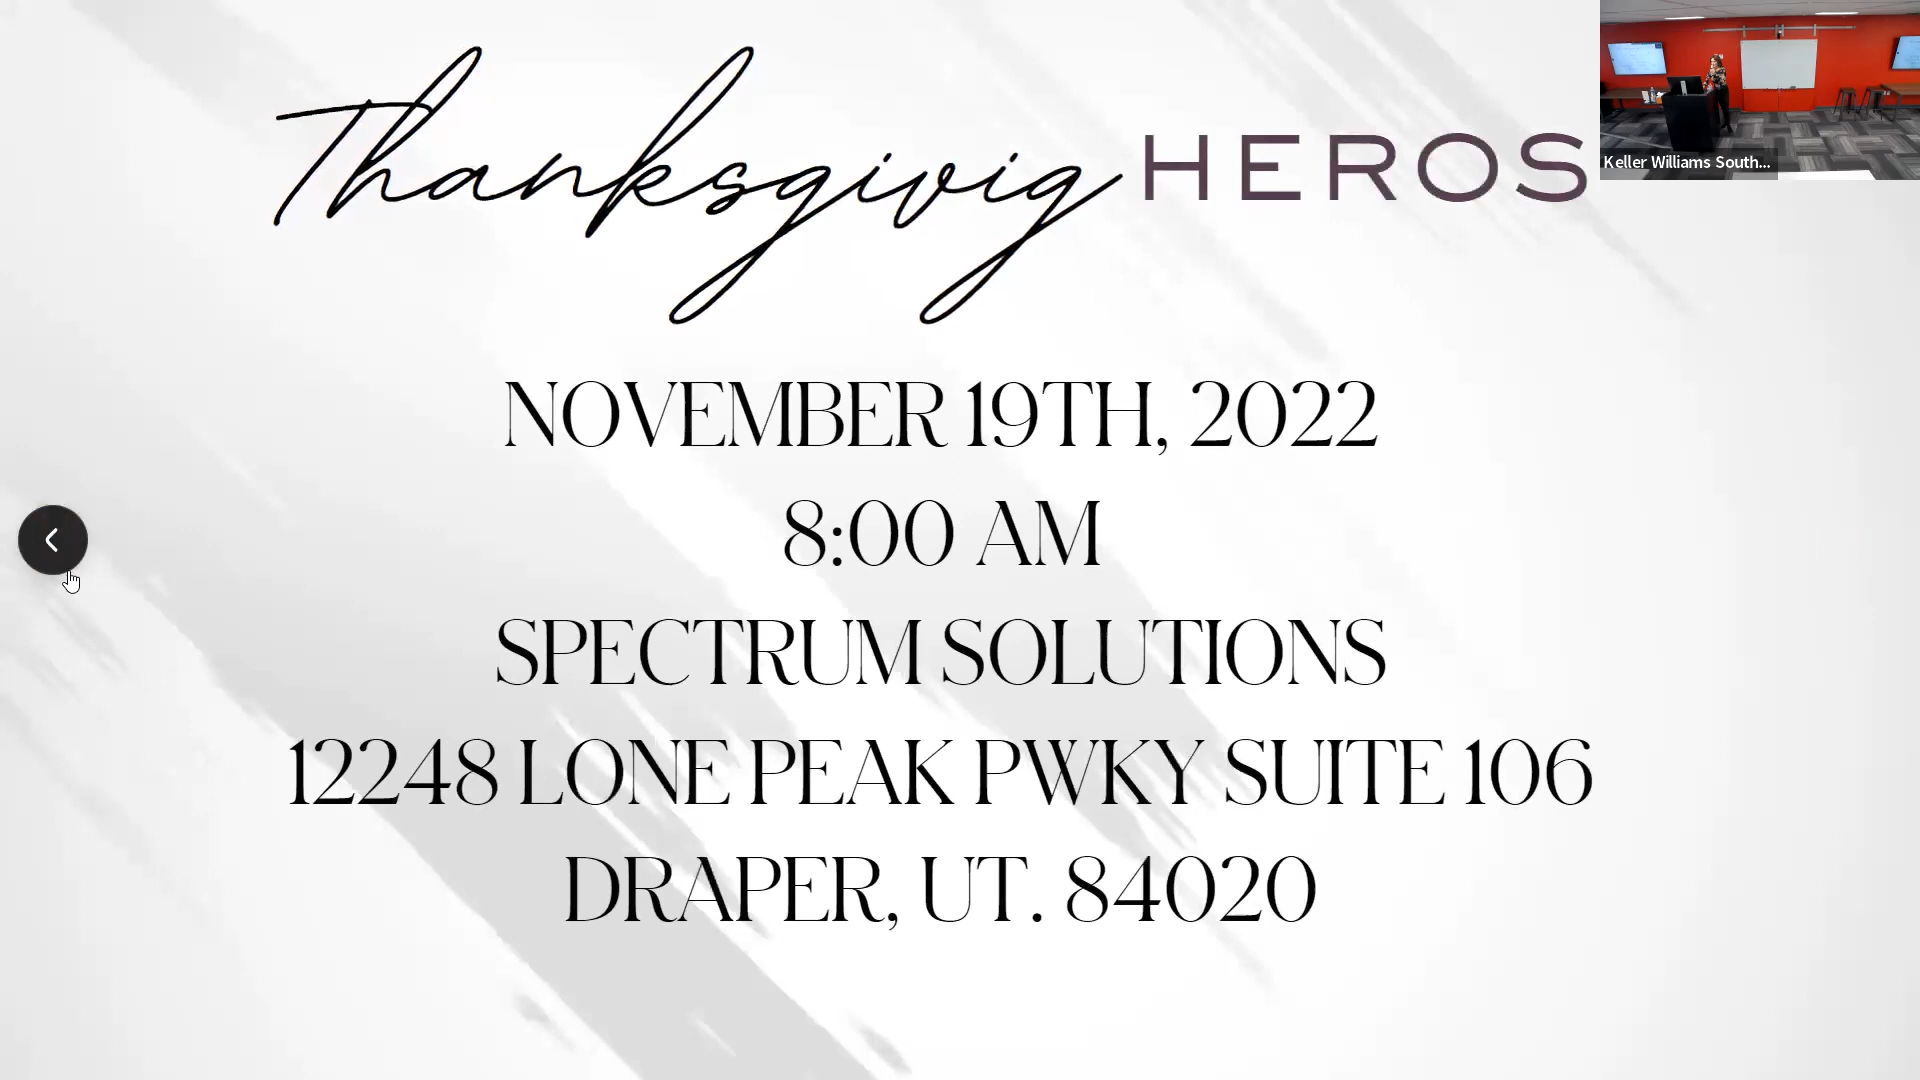 Thanksgivig HEROS
NOVEMBER 19TH, 2022
8:00 AM
SPECTRUM SOLUTIONS
12248 LONE PEAK PWKY SUITE 106
DRAPER, UT. 84020
Keller Williams South...